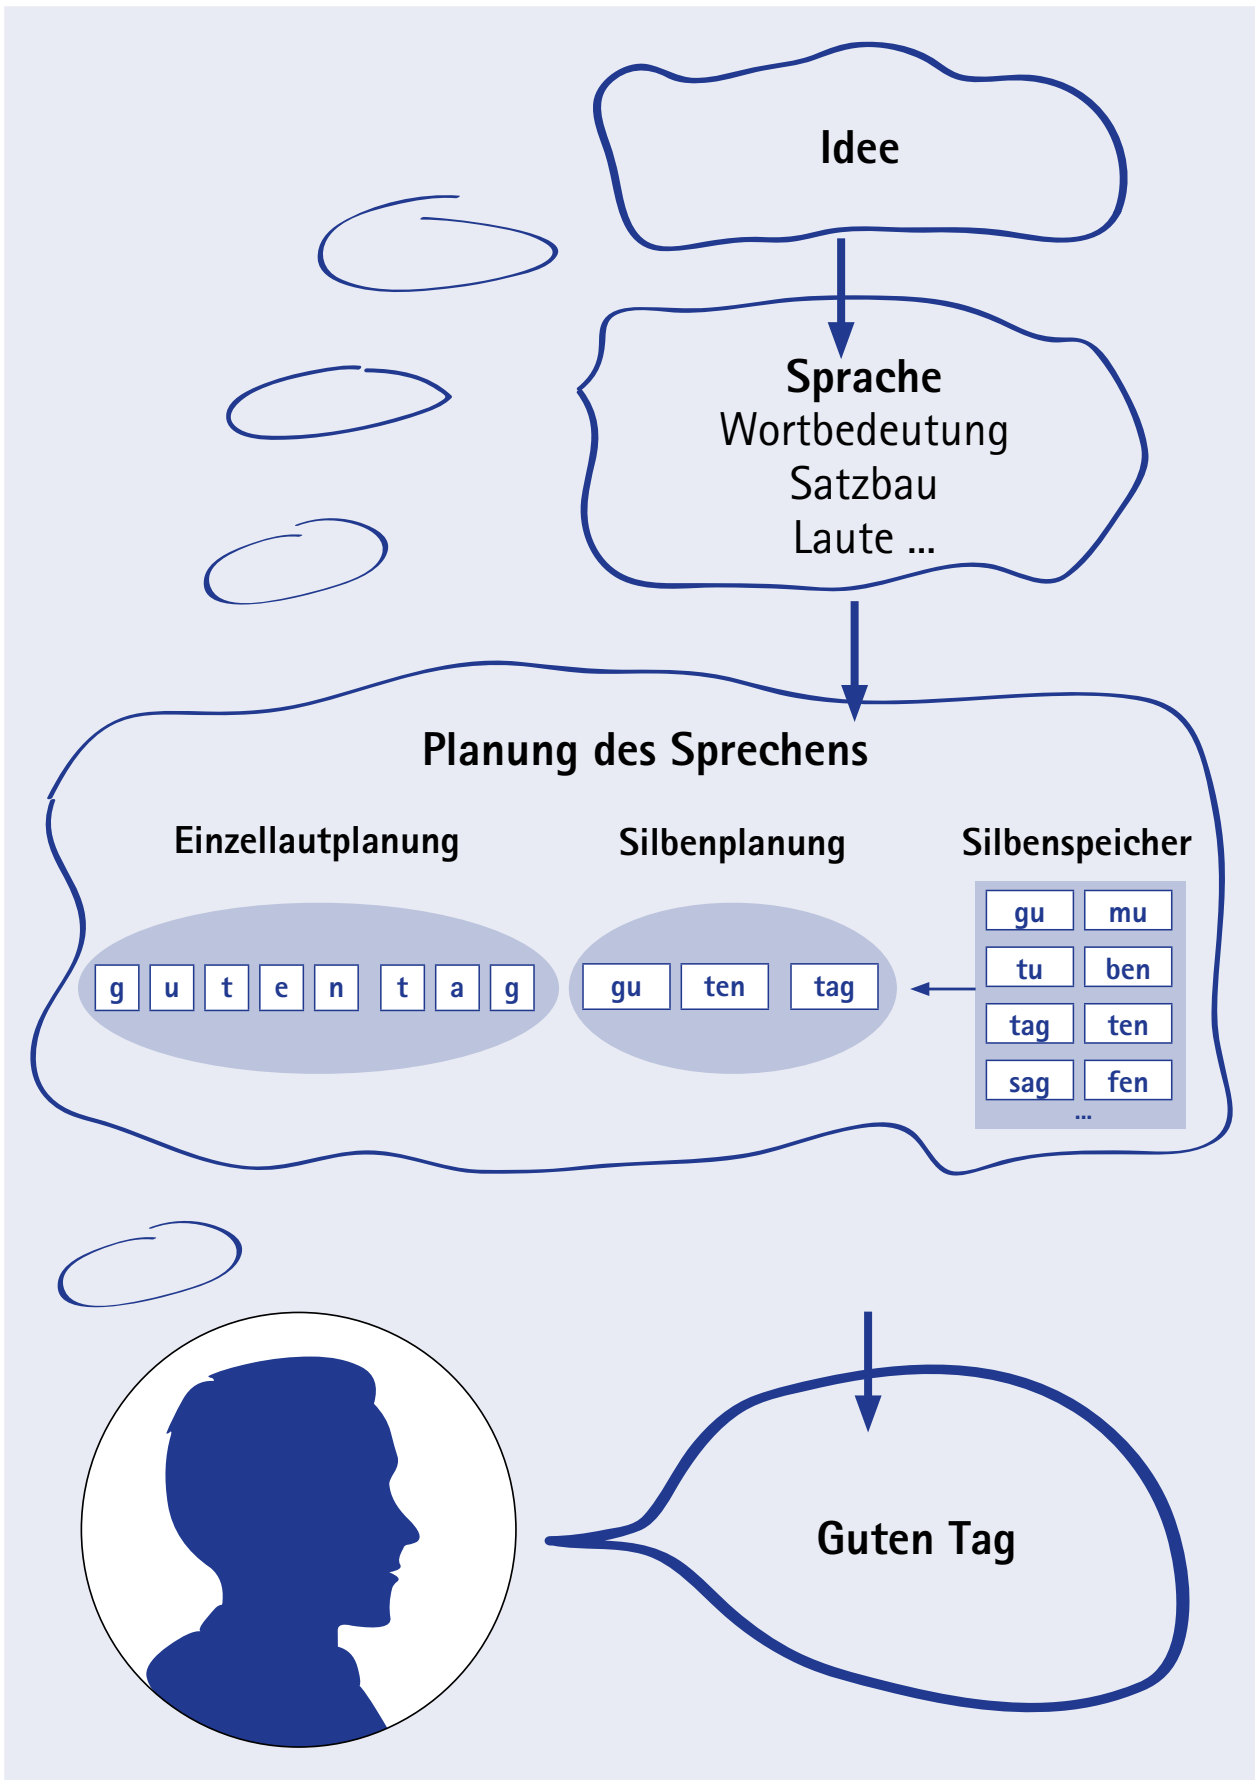 Idee
Sprache
Wortbedeutung
Satzbau
Laute ...
Planung des Sprechens
Einzellautplanung
g u t e n t a g
Silbenplanung
gu ten tag
Silbenspeicher
gu mu
tu ben
tag ten
sag fen
...
Guten Tag